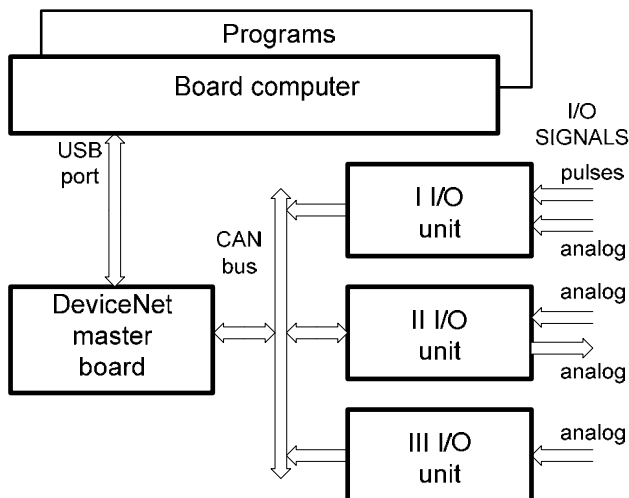 Programs
Board computer
USB
port
I/O
SIGNALS
pulses
I I/O
unit
analog
CAN
bus
DeviceNet
master
board
analog
II I/O
unit
analog
analog
III I/O
unit